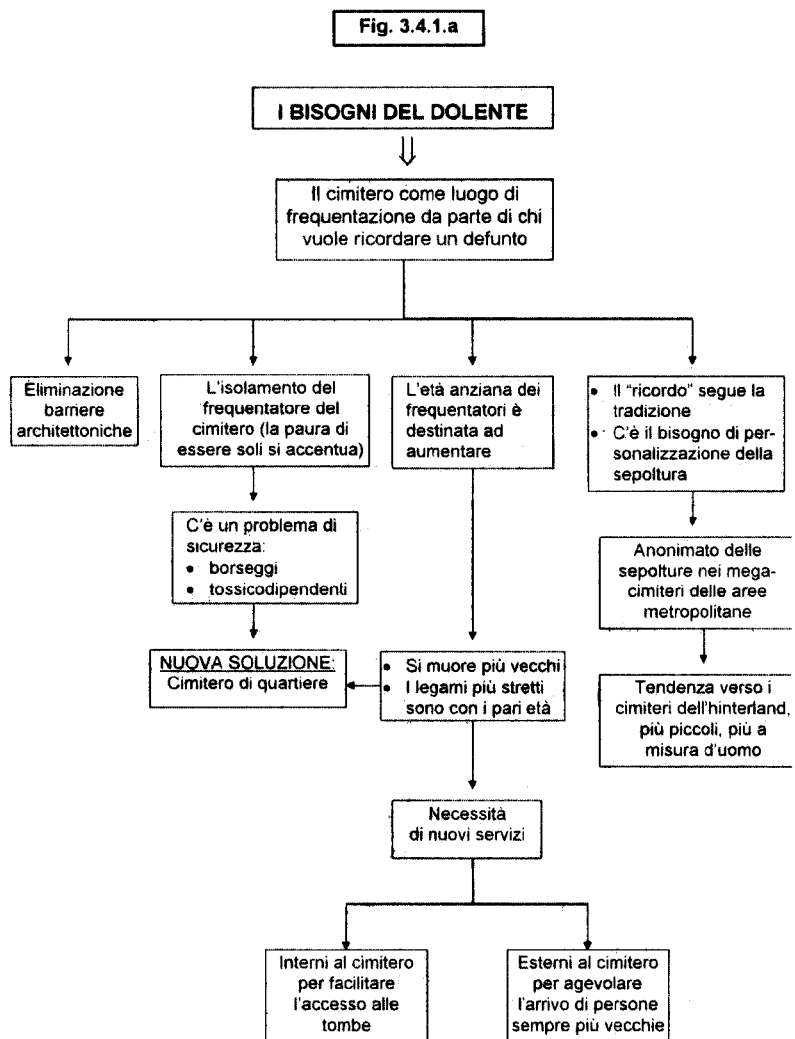 Fig. 3.4.1.a
I BISOGNI DEL DOLENTE
Il cimitero come luogo di
frequentazione da parte di chi
vuole ricordare un defunto
Eliminazione
barriere
architettoniche
L'isolamento del
frequentatore del
cimitero (la paura di
essere soli si accentua)
L'età anziana dei
frequentatori è
destinata ad
aumentare
• Il "ricordo" segue la
tradizione
• C'è il bisogno di per-
sonalizzazione della
sepoltura
C'è un problema di
sicurezza:
• borseggi
• tossicodipendenti
Anonimato delle
sepolture nei mega-
cimiteri delle aree
metropolitane
NUOVA SOLUZIONE:
Cimitero di quartiere
• Si muore più vecchi
• I legami più stretti
sono con i pari età
Tendenza verso i
cimiteri dell'hinterland,
più piccoli, più a
misura d'uomo
Necessità
di nuovi servizi
Interni al cimitero
per facilitare
l'accesso alle
tombe
Esterni al cimitero
per agevolare
l'arrivo di persone
sempre più vecchie